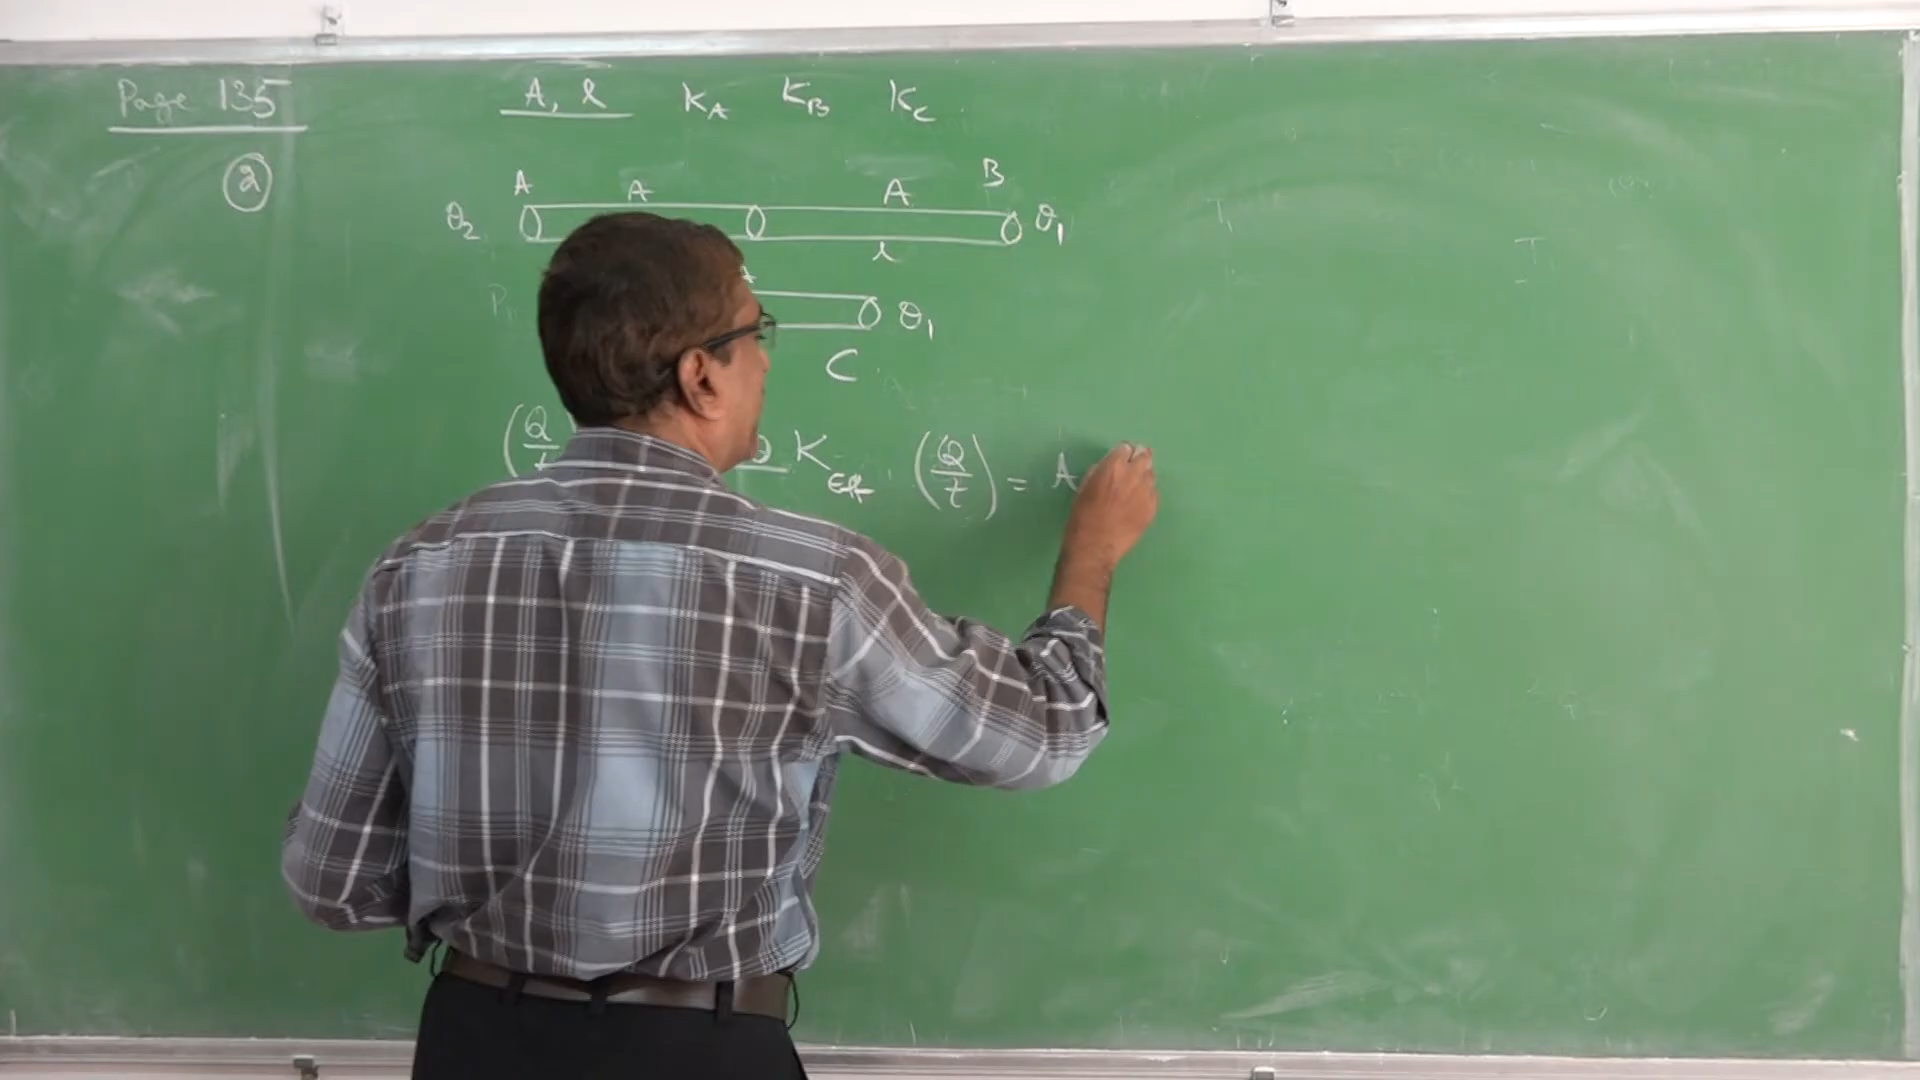 Page 135
A, l K_A K_B K_C
②
A A A B
θ₂ θ₁
l
θ₁
C
(Q/t K_Eff (Q/t) = A